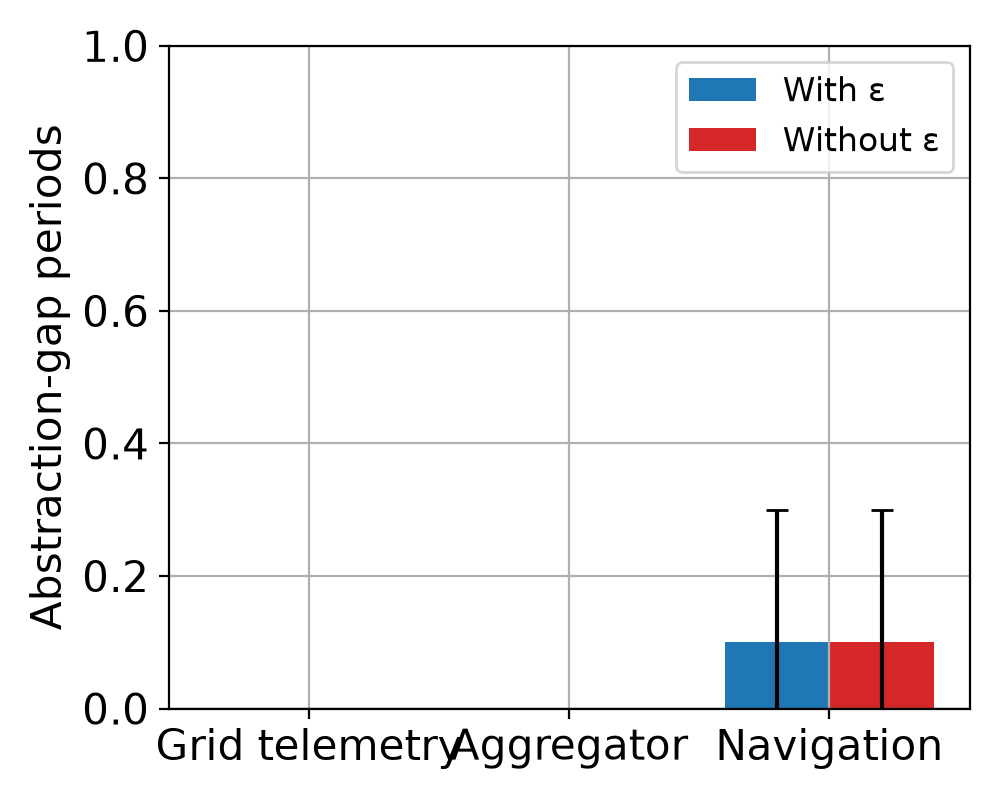 Abstraction-gap periods
1.0
0.8
0.6
0.4
0.2
0.0
With ε
Without ε
Grid telemetry
Aggregator
Navigation